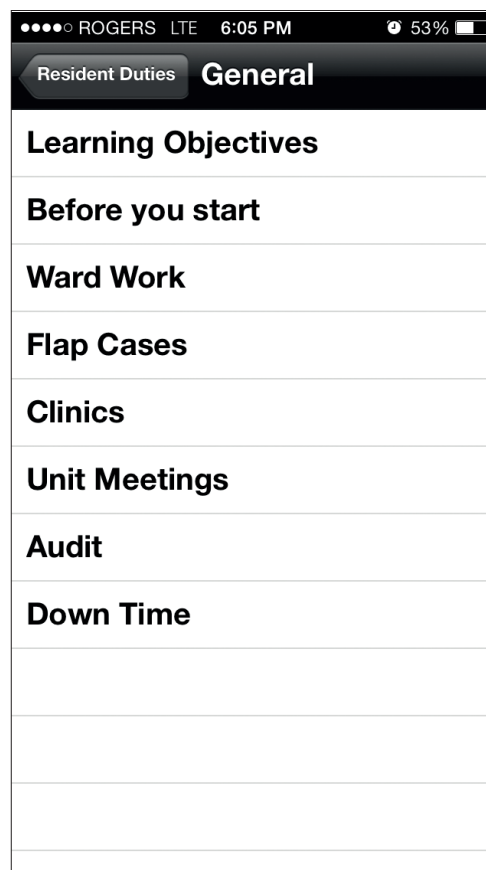 ROGERS LTE 6:05 PM 53%
Resident Duties General
Learning Objectives
Before you start
Ward Work
Flap Cases
Clinics
Unit Meetings
Audit
Down Time